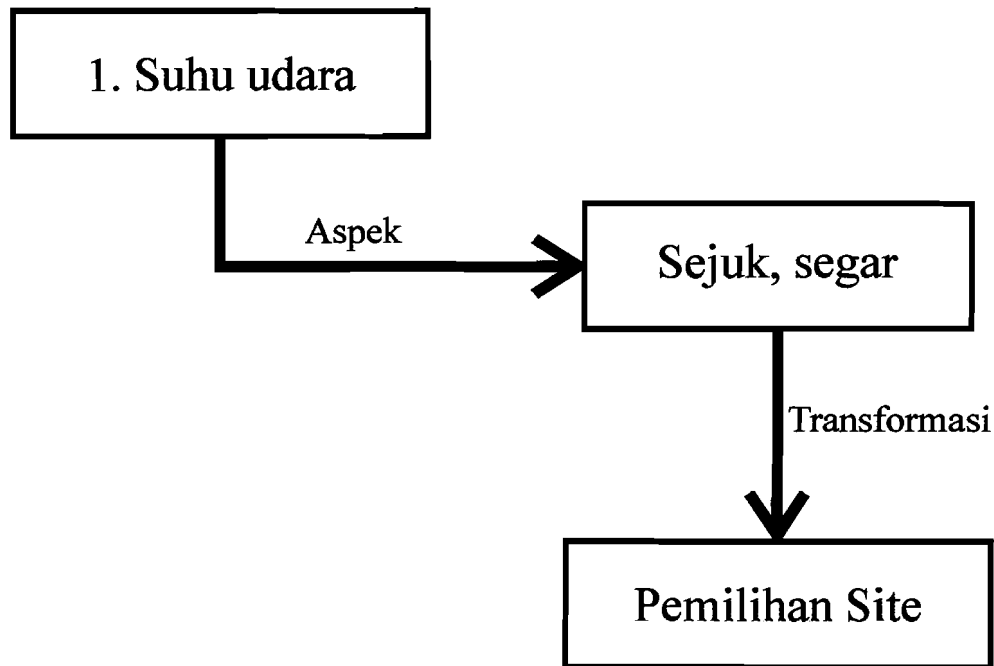 1. Suhu udara
Aspek
Sejuk, segar
Transformasi
Pemilihan Site